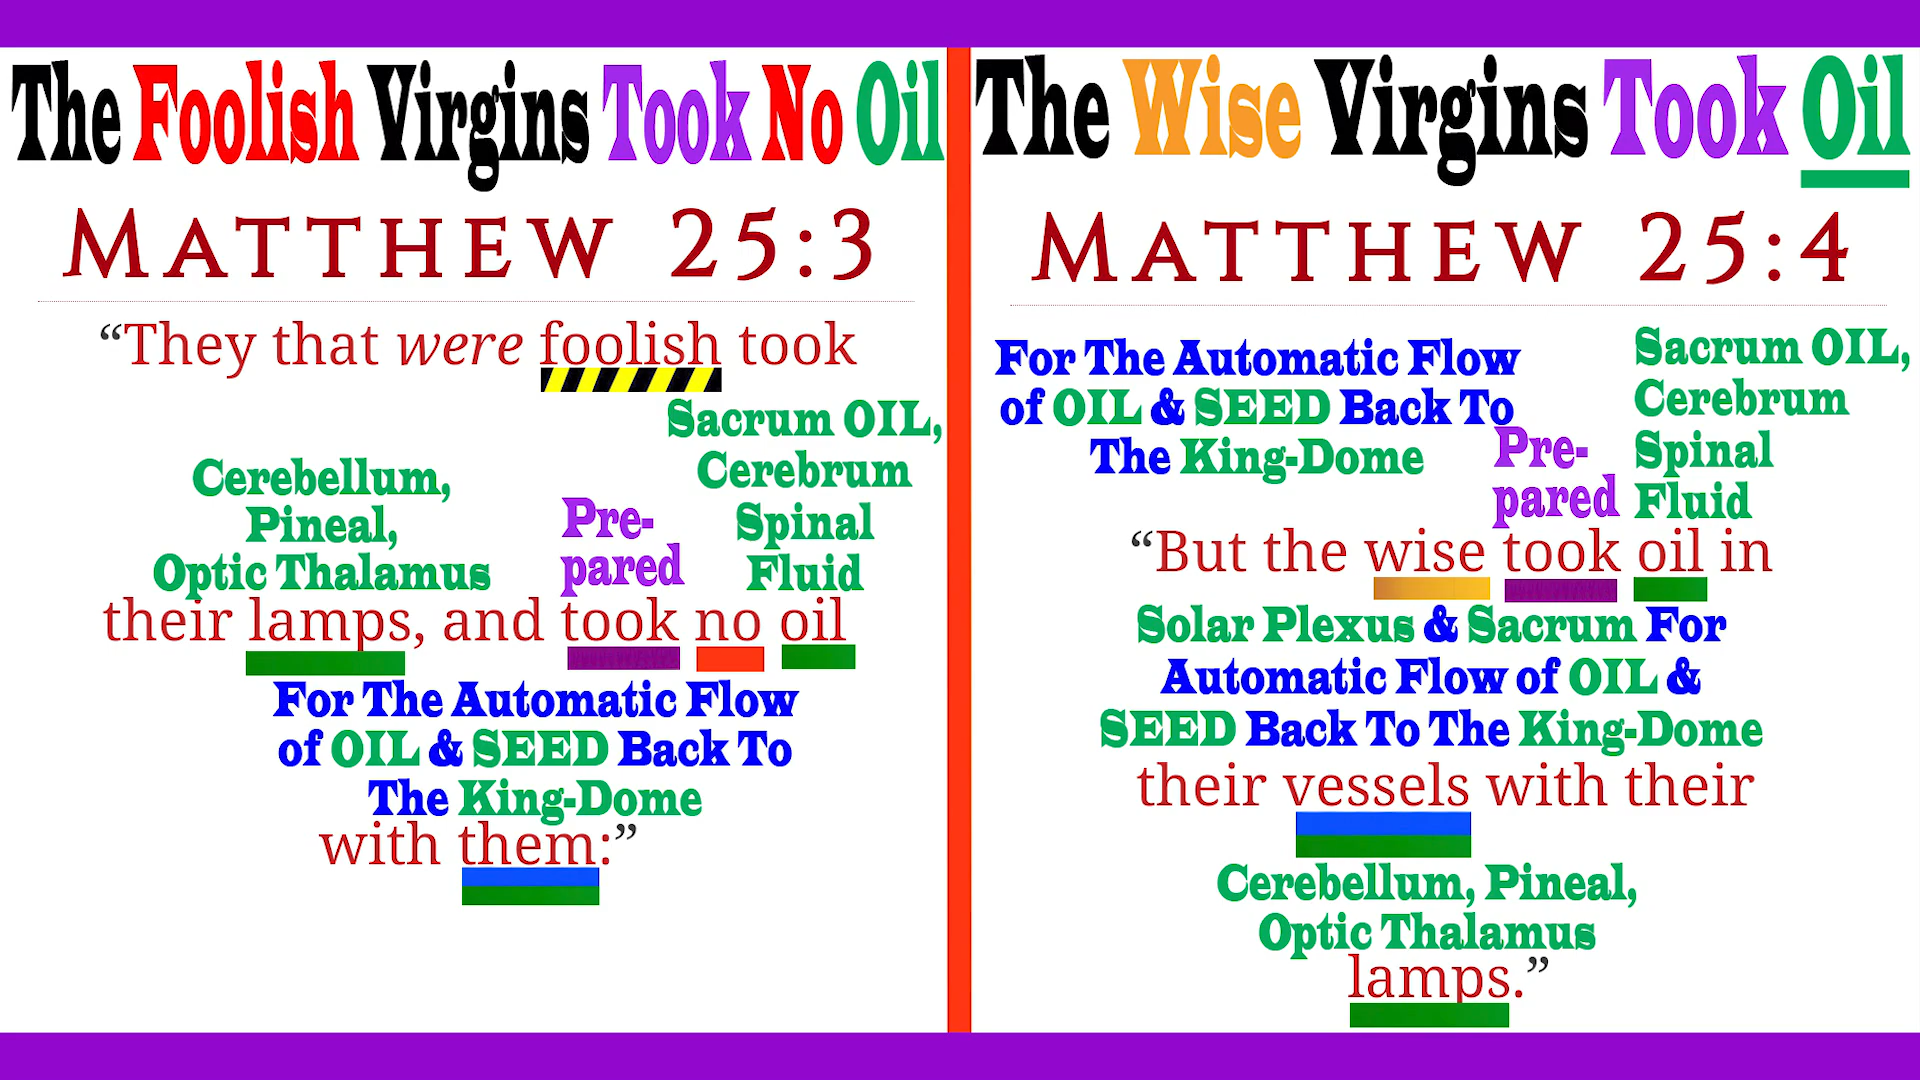 The Foolish Virgins Took No Oil
MATTHEW 25:3
“They that were foolish took
Sacrum OIL,
Cerebrum
Spinal
Fluid
Cerebellum,
Pineal,
Optic Thalamus
Pre-
pared
their lamps, and took no oil
For The Automatic Flow
of OIL & SEED Back To
The King-Dome
with them:”
The Wise Virgins Took Oil
MATTHEW 25:4
For The Automatic Flow
of OIL & SEED Back To
The King-Dome
Pre-
pared
Sacrum OIL,
Cerebrum
Spinal
Fluid
“But the wise took oil in
Solar Plexus & Sacrum For
Automatic Flow of OIL &
SEED Back To The King-Dome
their vessels with their
Cerebellum, Pineal,
Optic Thalamus
lamps.”